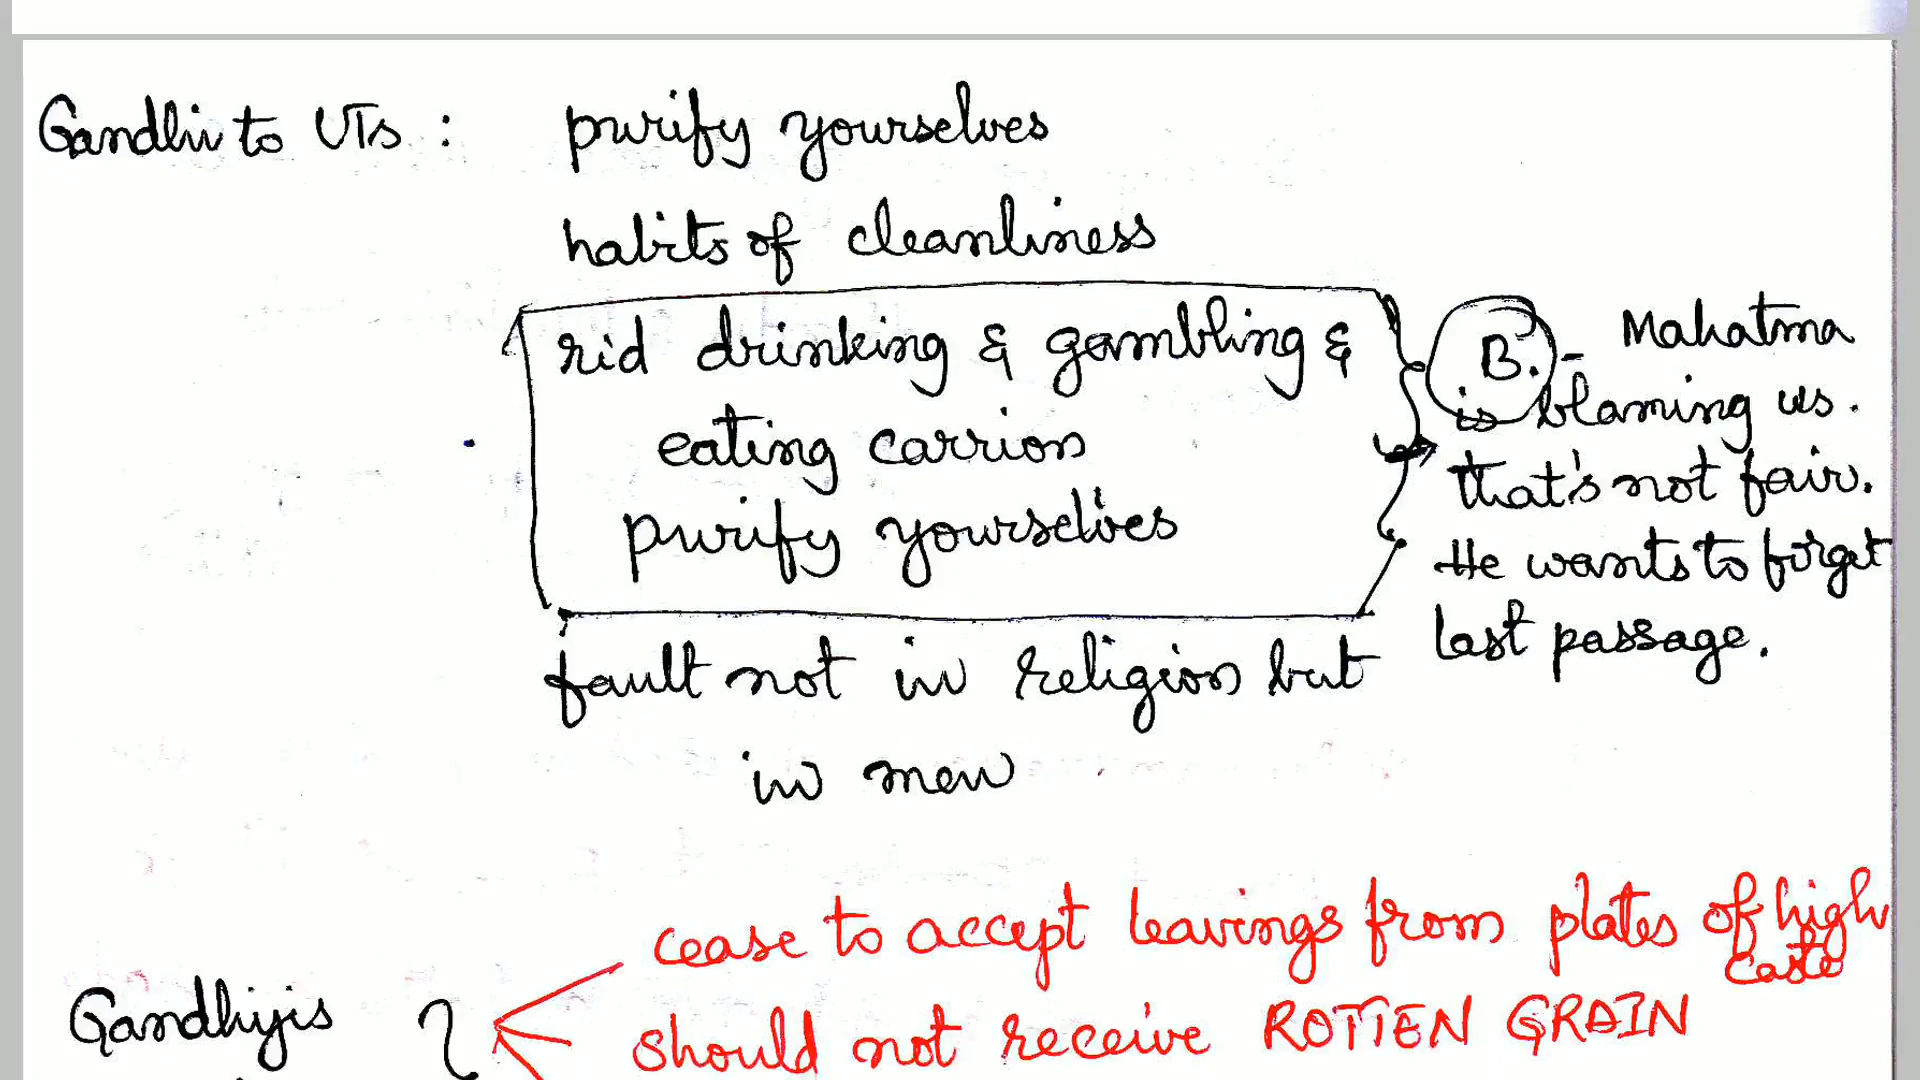 Gandhi to UTs : purify yourselves
habits of cleanliness
rid drinking & gambling &
eating carrion
purify yourselves
B. - Mahatma
is blaming us.
that's not fair.
He wants to forget
last passage.
fault not in religion but
in men
cease to accept leavings from plates of high
caste
Gandhijis
should not receive ROTTEN GRAIN